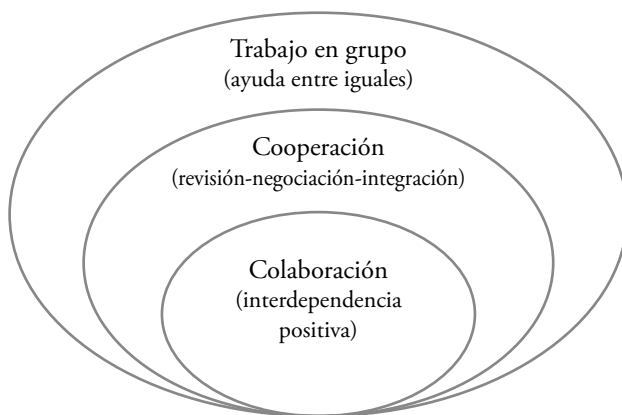 Trabajo en grupo
(ayuda entre iguales)
Cooperación
(revisión-negociación-integración)
Colaboración
(interdependencia
positiva)